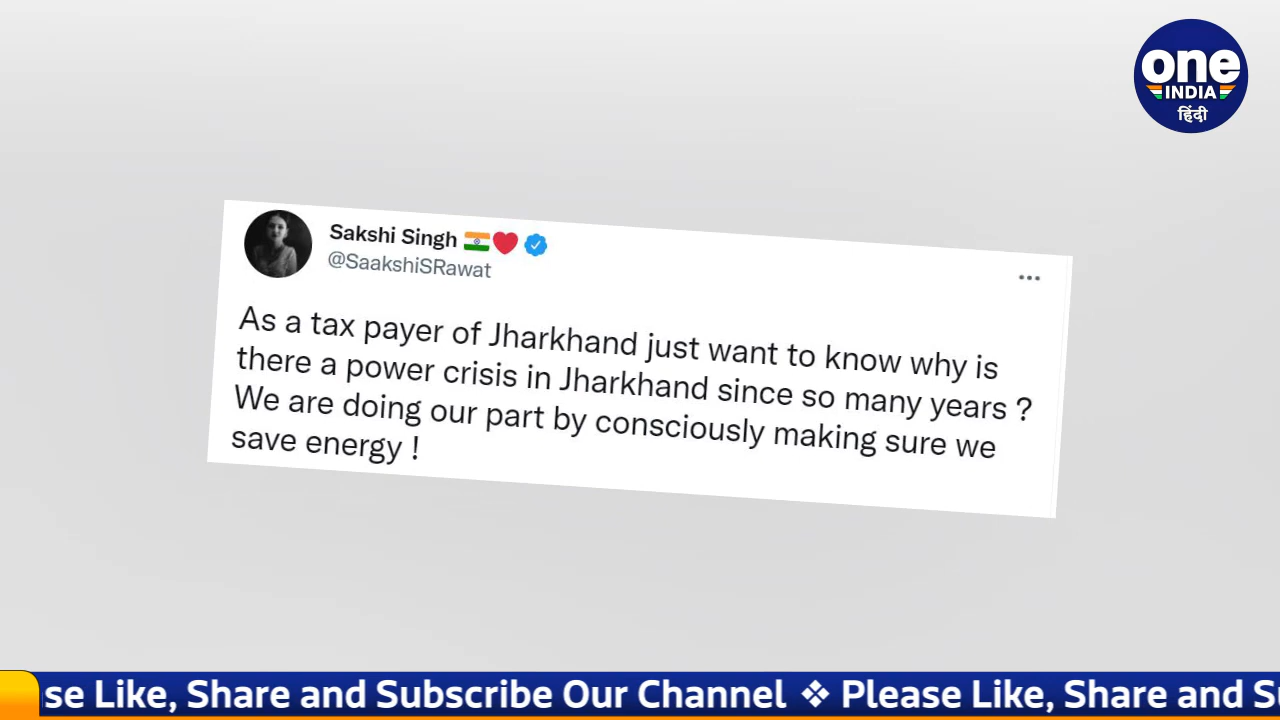 one
INDIA
हिंदी
Sakshi Singh 🇮🇳❤️
@SaakshiSRawat
As a tax payer of Jharkhand just want to know why is
there a power crisis in Jharkhand since so many years ?
We are doing our part by consciously making sure we
save energy !
se Like, Share and Subscribe Our Channel ❖ Please Like, Share and S